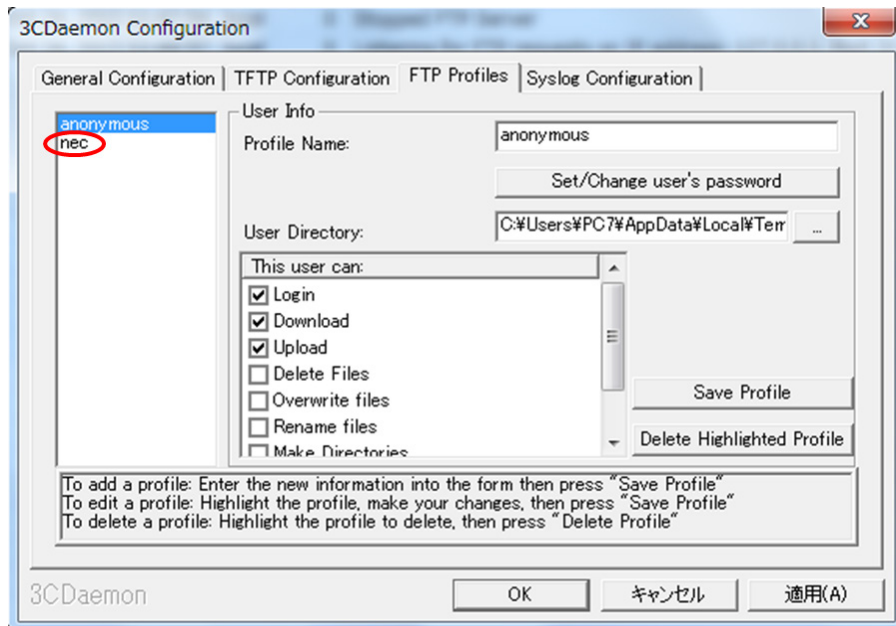 3CDaemon Configuration
General Configuration
TFTP Configuration
FTP Profiles
Syslog Configuration
anonymous
nec
User Info
Profile Name:
anonymous
Set/Change user's password
User Directory:
C:¥Users¥PC7¥AppData¥Local¥Tem
...
This user can:
Login
Download
Upload
Delete Files
Overwrite files
Rename files
Make Directories
Save Profile
Delete Highlighted Profile
To add a profile: Enter the new information into the form then press "Save Profile"
To edit a profile: Highlight the profile, make your changes, then press "Save Profile"
To delete a profile: Highlight the profile to delete, then press "Delete Profile"
3CDaemon
OK
キャンセル
適用(A)